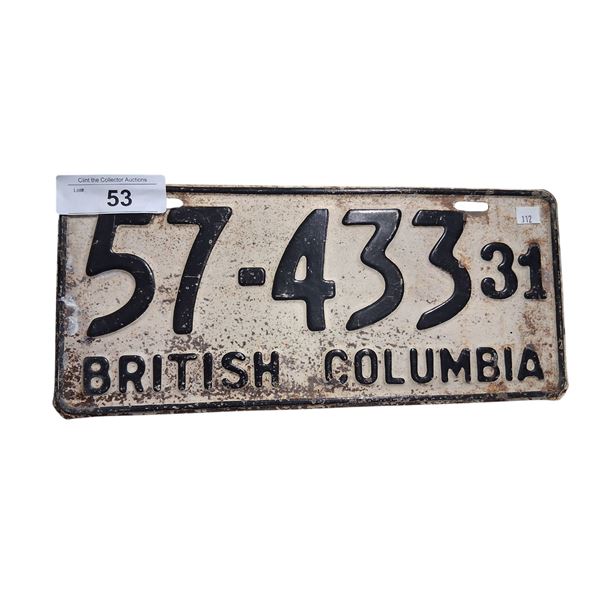 Clint the Collector Auctions
Lot#
53
112
57-433 31
BRITISH COLUMBIA